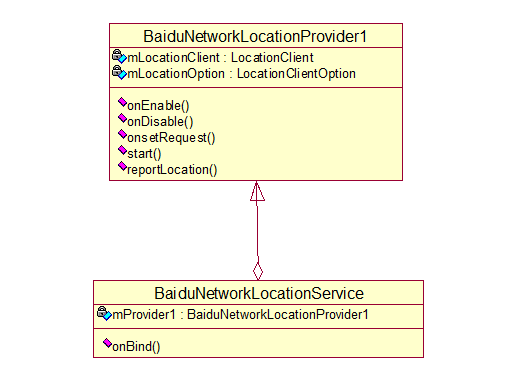 BaiduNetworkLocationProvider1
mLocationClient : LocationClient
mLocationOption : LocationClientOption
onEnable()
onDisable()
onsetRequest()
start()
reportLocation()
BaiduNetworkLocationService
mProvider1 : BaiduNetworkLocationProvider1
onBind()